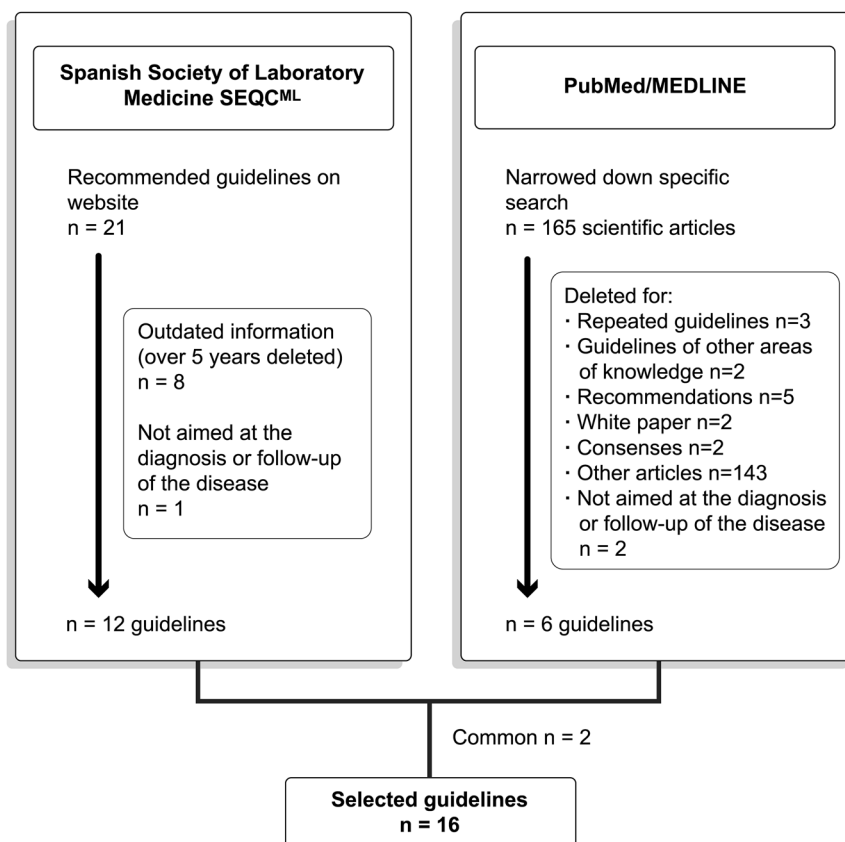 Spanish Society of Laboratory
Medicine SEQCML
Recommended guidelines on
website
n = 21
Outdated information
(over 5 years deleted)
n = 8
Not aimed at the
diagnosis or follow-up
of the disease
n = 1
n = 12 guidelines
PubMed/MEDLINE
Narrowed down specific
search
n = 165 scientific articles
Deleted for:
· Repeated guidelines n=3
· Guidelines of other areas
of knowledge n=2
· Recommendations n=5
· White paper n=2
· Consenses n=2
· Other articles n=143
· Not aimed at the diagnosis
or follow-up of the disease
n = 2
n = 6 guidelines
Common n = 2
Selected guidelines
n = 16